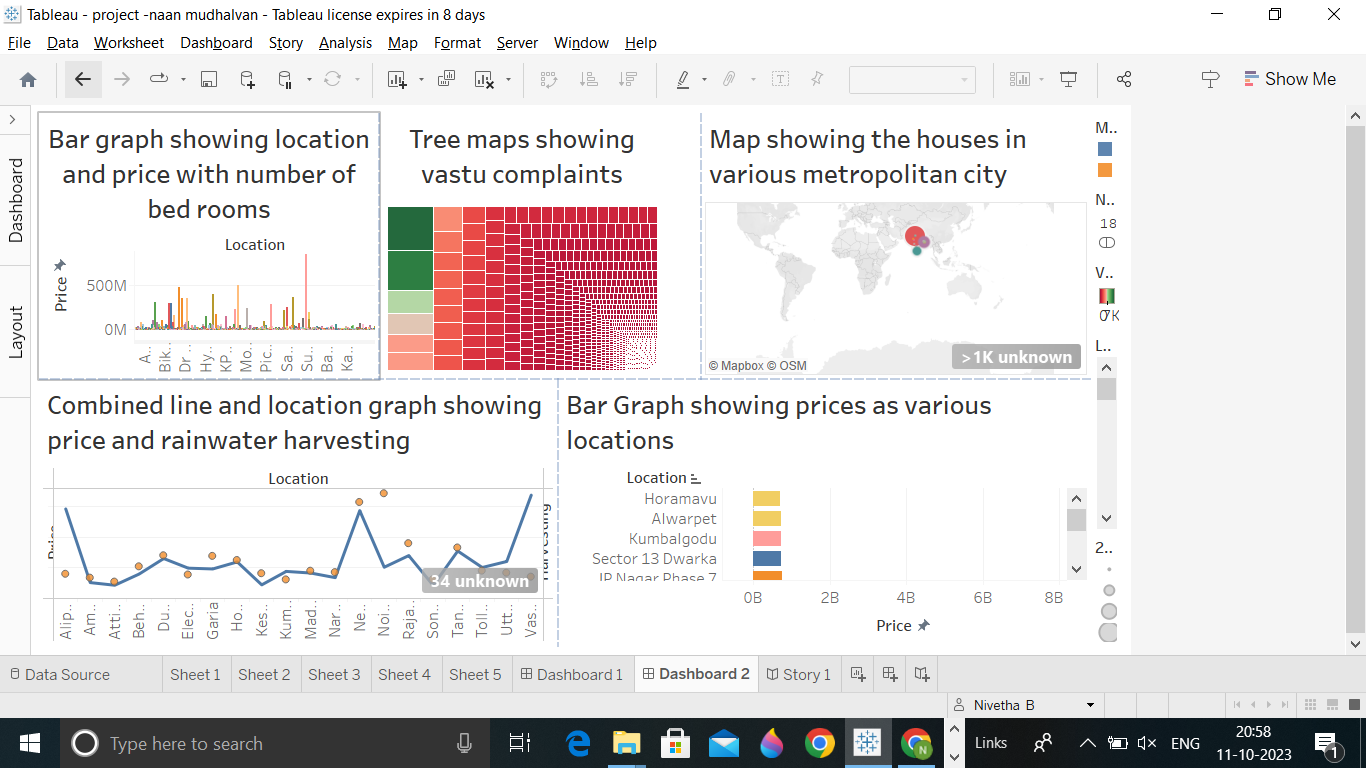 Tableau - project -naan mudhalvan - Tableau license expires in 8 days
File Data Worksheet Dashboard Story Analysis Map Format Server Window Help
Show Me
Dashboard
Layout
Bar graph showing location
and price with number of
bed rooms
Location
Price
500M
0M
A..
Bik..
Dr ..
Hy..
KP..
Mo..
Pic..
Sa..
Su..
Ba..
Ka..
Tree maps showing
vastu complaints
Map showing the houses in
various metropolitan city
© Mapbox © OSM
>1K unknown
M..
N..
18
V..
L..
2..
Combined line and location graph showing
price and rainwater harvesting
Location
34 unknown
Alip..
Am..
Atti..
Beh..
Du..
Elec..
Garia
Ho..
Kes..
Kum..
Mad..
Nar..
Ne..
Noi..
Raja..
Son..
Tan..
Toll..
Utt..
Vas..
Bar Graph showing prices as various
locations
Location
Horamavu
Alwarpet
Kumbalgodu
Sector 13 Dwarka
JP Nagar Phase 7
0B 2B 4B 6B 8B
Price
Data Source Sheet 1 Sheet 2 Sheet 3 Sheet 4 Sheet 5 Dashboard 1 Dashboard 2 Story 1
Nivetha B
Type here to search
Links
ENG
20:58
11-10-2023
1
N